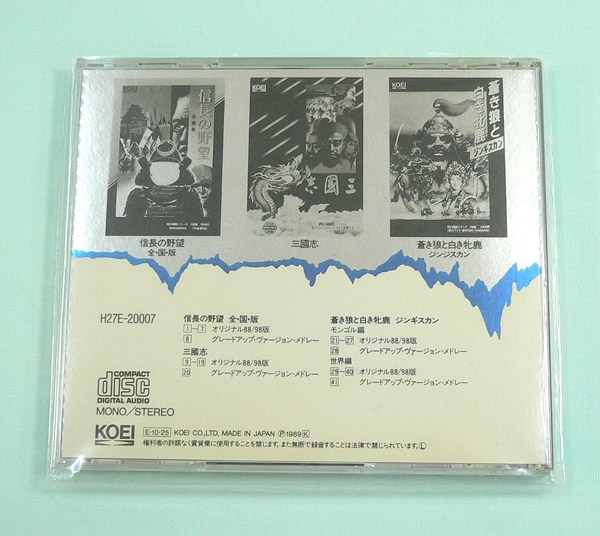 KOEI
信長の野望
全国版
KOEI
三國志
KOEI
蒼き狼と
白き牝鹿
ジンギスカン
信長の野望
全・国・版
三國志
蒼き狼と白き牝鹿
ジンジスカン
H27E-20007
信長の野望 全・国・版
1-7 オリジナル88/98版
8 グレードアップ・ヴァージョン・メドレー
三國志
9-19 オリジナル88/98版
20 グレードアップ・ヴァージョン・メドレー
蒼き狼と白き牝鹿 ジンギスカン
モンゴル編
21-27 オリジナル88/98版
28 グレードアップ・ヴァージョン・メドレー
世界編
29-40 オリジナル88/98版
41 グレードアップ・ヴァージョン・メドレー
COMPACT
disc
DIGITAL AUDIO
MONO/STEREO
KOEI
E・10・25 KOEI CO.,LTD, MADE IN JAPAN Ⓟ1989 K
権利者の許諾なく賃貸業に使用することを禁じます。また無断で録音することは法律で禁じられています。Ⓛ